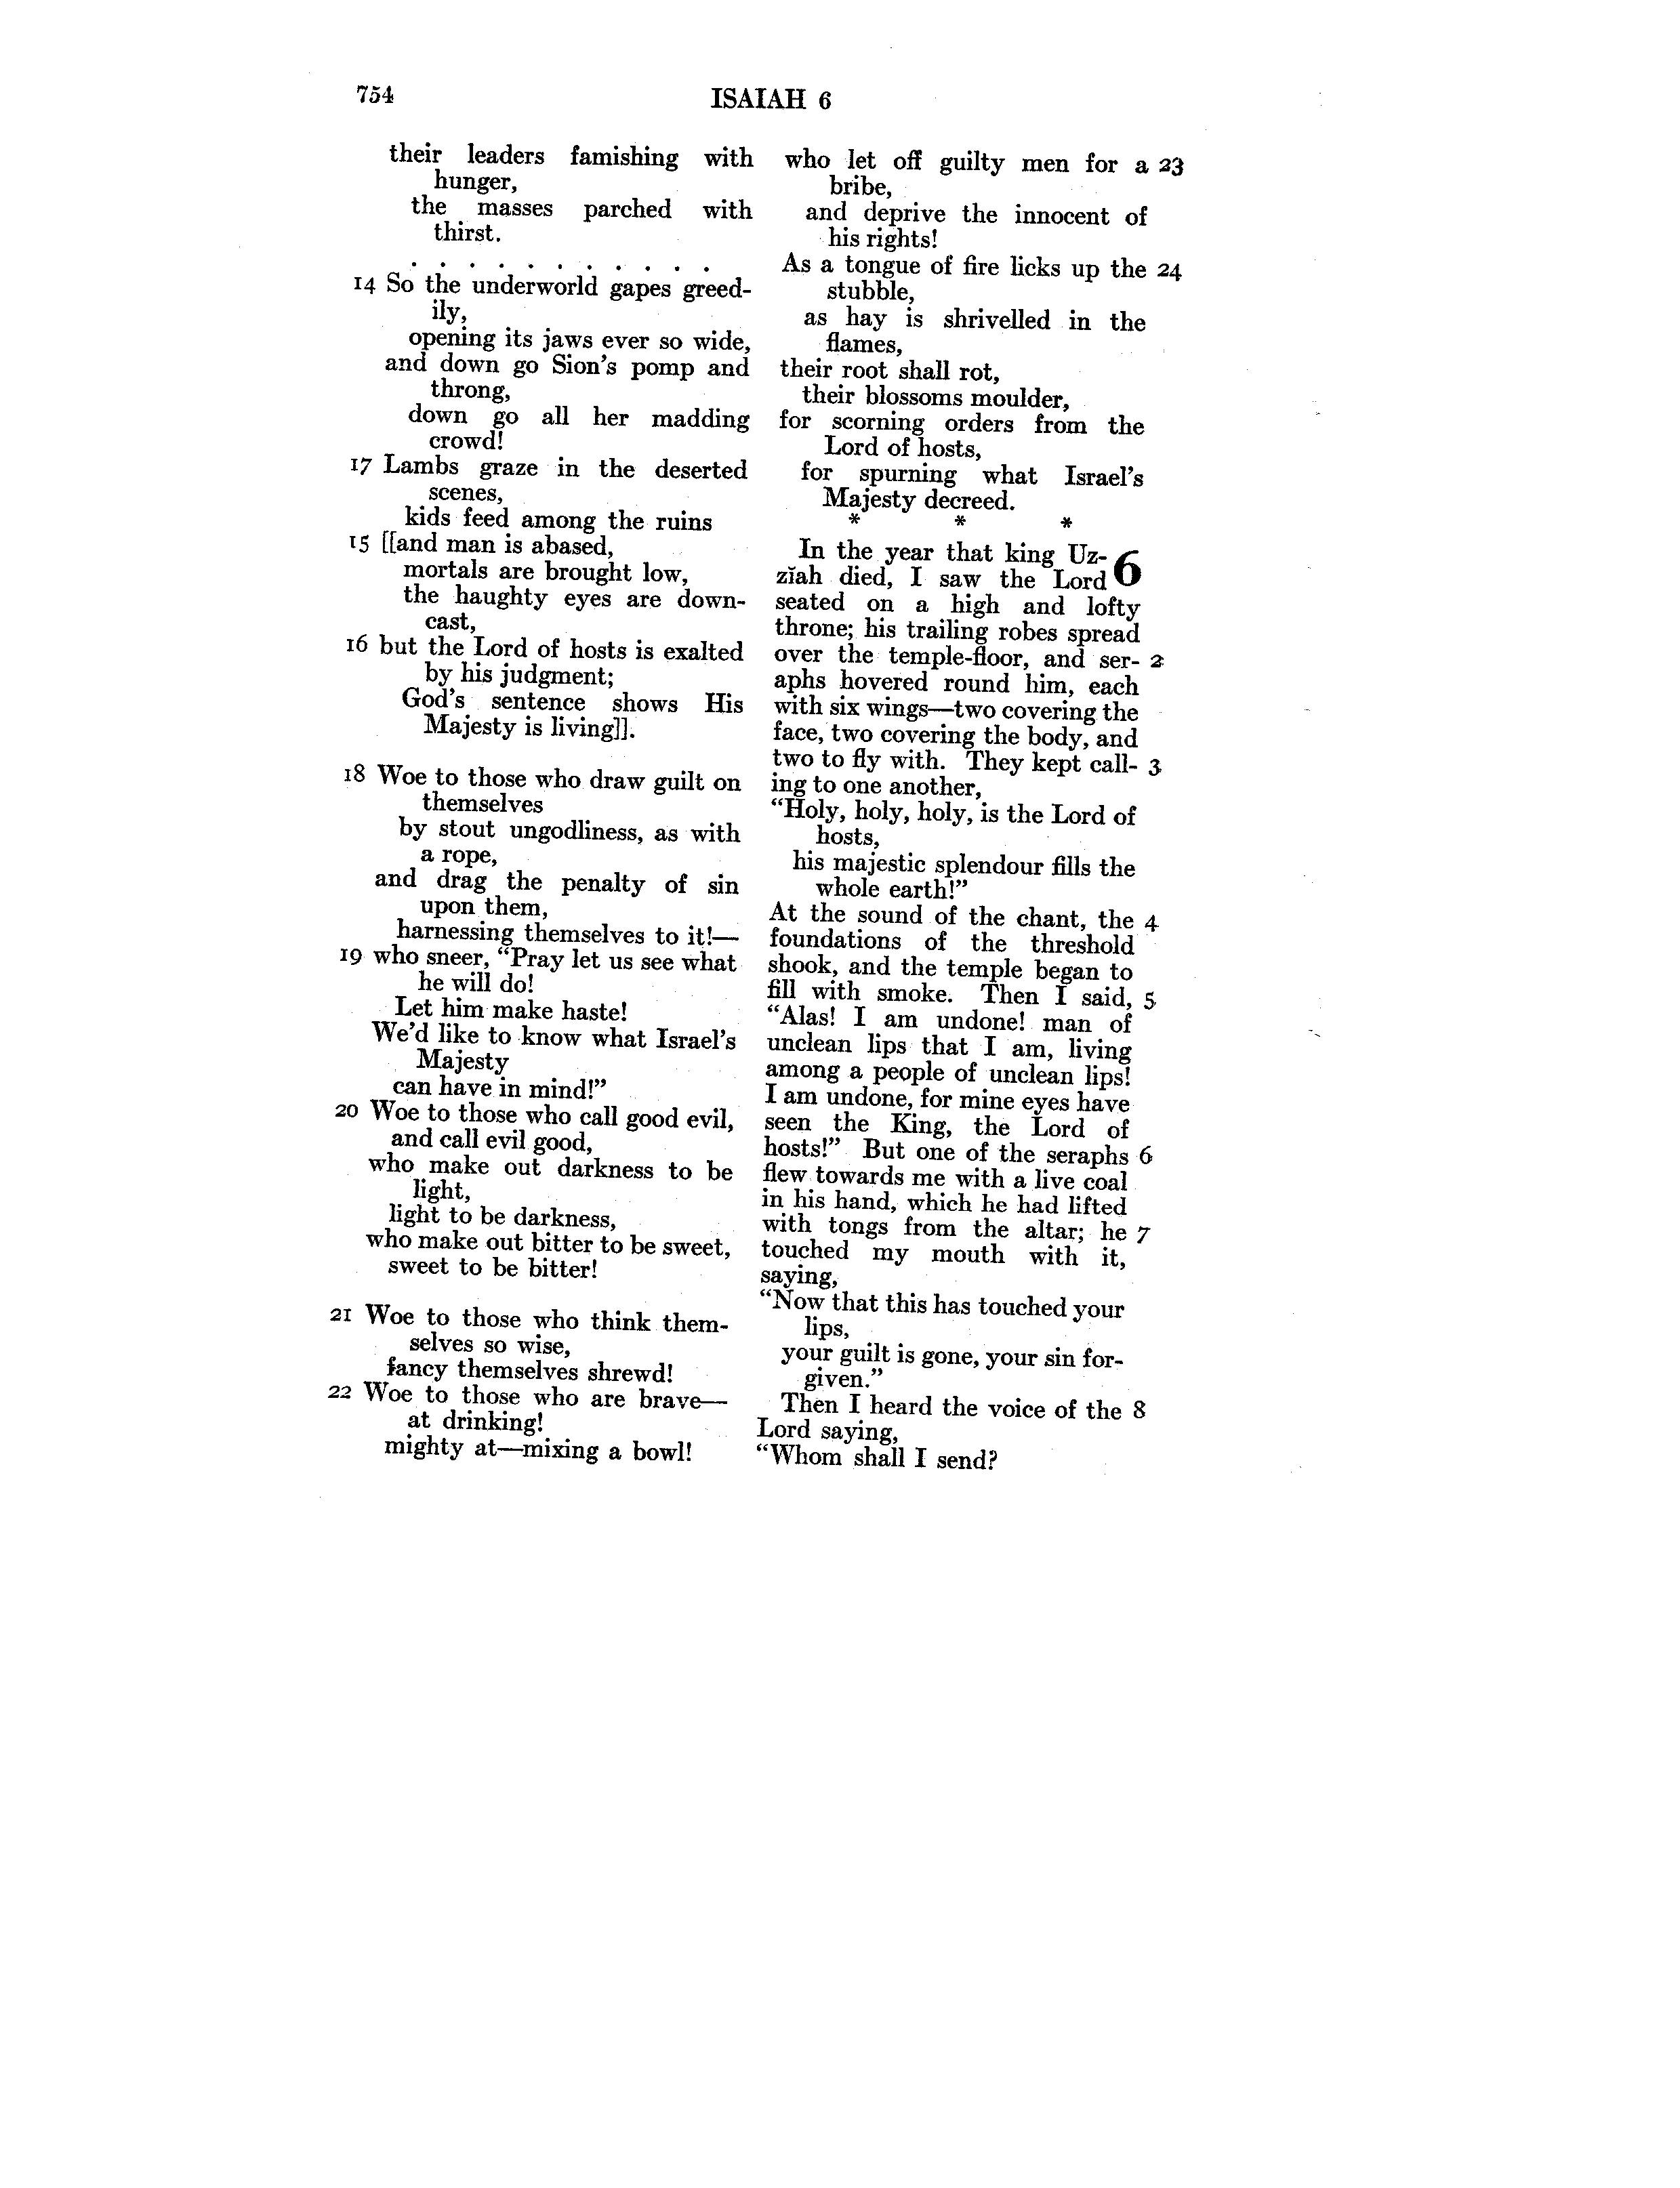 754
ISAIAH 6
their leaders famishing with
hunger,
the masses parched with
thirst.
. . . . . . . . . . .
14 So the underworld gapes greed-
ily,
opening its jaws ever so wide,
and down go Sion's pomp and
throng,
down go all her madding
crowd!
17 Lambs graze in the deserted
scenes,
kids feed among the ruins
15 [[and man is abased,
mortals are brought low,
the haughty eyes are down-
cast,
16 but the Lord of hosts is exalted
by his judgment;
God's sentence shows His
Majesty is living]].
18 Woe to those who draw guilt on
themselves
by stout ungodliness, as with
a rope,
and drag the penalty of sin
upon them,
harnessing themselves to it!—
19 who sneer, "Pray let us see what
he will do!
Let him make haste!
We'd like to know what Israel's
Majesty
can have in mind!"
20 Woe to those who call good evil,
and call evil good,
who make out darkness to be
light,
light to be darkness,
who make out bitter to be sweet,
sweet to be bitter!
21 Woe to those who think them-
selves so wise,
fancy themselves shrewd!
22 Woe to those who are brave—
at drinking!
mighty at—mixing a bowl!
who let off guilty men for a 23
bribe,
and deprive the innocent of
his rights!
As a tongue of fire licks up the 24
stubble,
as hay is shrivelled in the
flames,
their root shall rot,
their blossoms moulder,
for scorning orders from the
Lord of hosts,
for spurning what Israel's
Majesty decreed.
* * *
In the year that king Uz- 6
zĭah died, I saw the Lord
seated on a high and lofty
throne; his trailing robes spread
over the temple-floor, and ser- 2
aphs hovered round him, each
with six wings—two covering the
face, two covering the body, and
two to fly with. They kept call- 3
ing to one another,
"Holy, holy, holy, is the Lord of
hosts,
his majestic splendour fills the
whole earth!"
At the sound of the chant, the 4
foundations of the threshold
shook, and the temple began to
fill with smoke. Then I said, 5
"Alas! I am undone! man of
unclean lips that I am, living
among a people of unclean lips!
I am undone, for mine eyes have
seen the King, the Lord of
hosts!" But one of the seraphs 6
flew towards me with a live coal
in his hand, which he had lifted
with tongs from the altar; he 7
touched my mouth with it,
saying,
"Now that this has touched your
lips,
your guilt is gone, your sin for-
given."
Then I heard the voice of the 8
Lord saying,
"Whom shall I send?